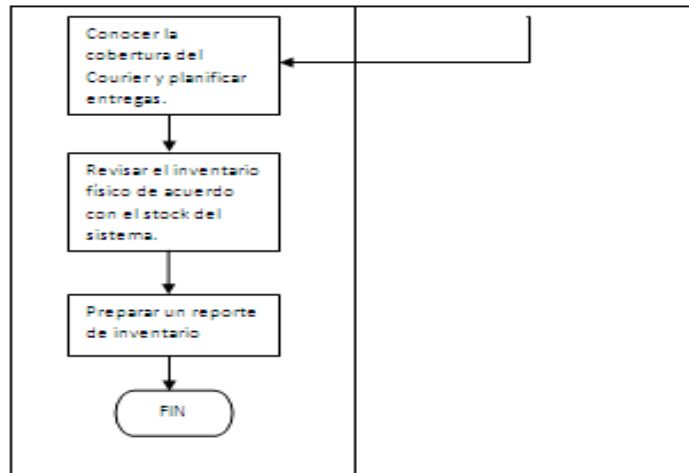 Conocer la
cobertura del
Courier y planificar
entregas.
Revisar el inventario
físico de acuerdo
con el stock del
sistema.
Preparar un reporte
de inventario
FIN